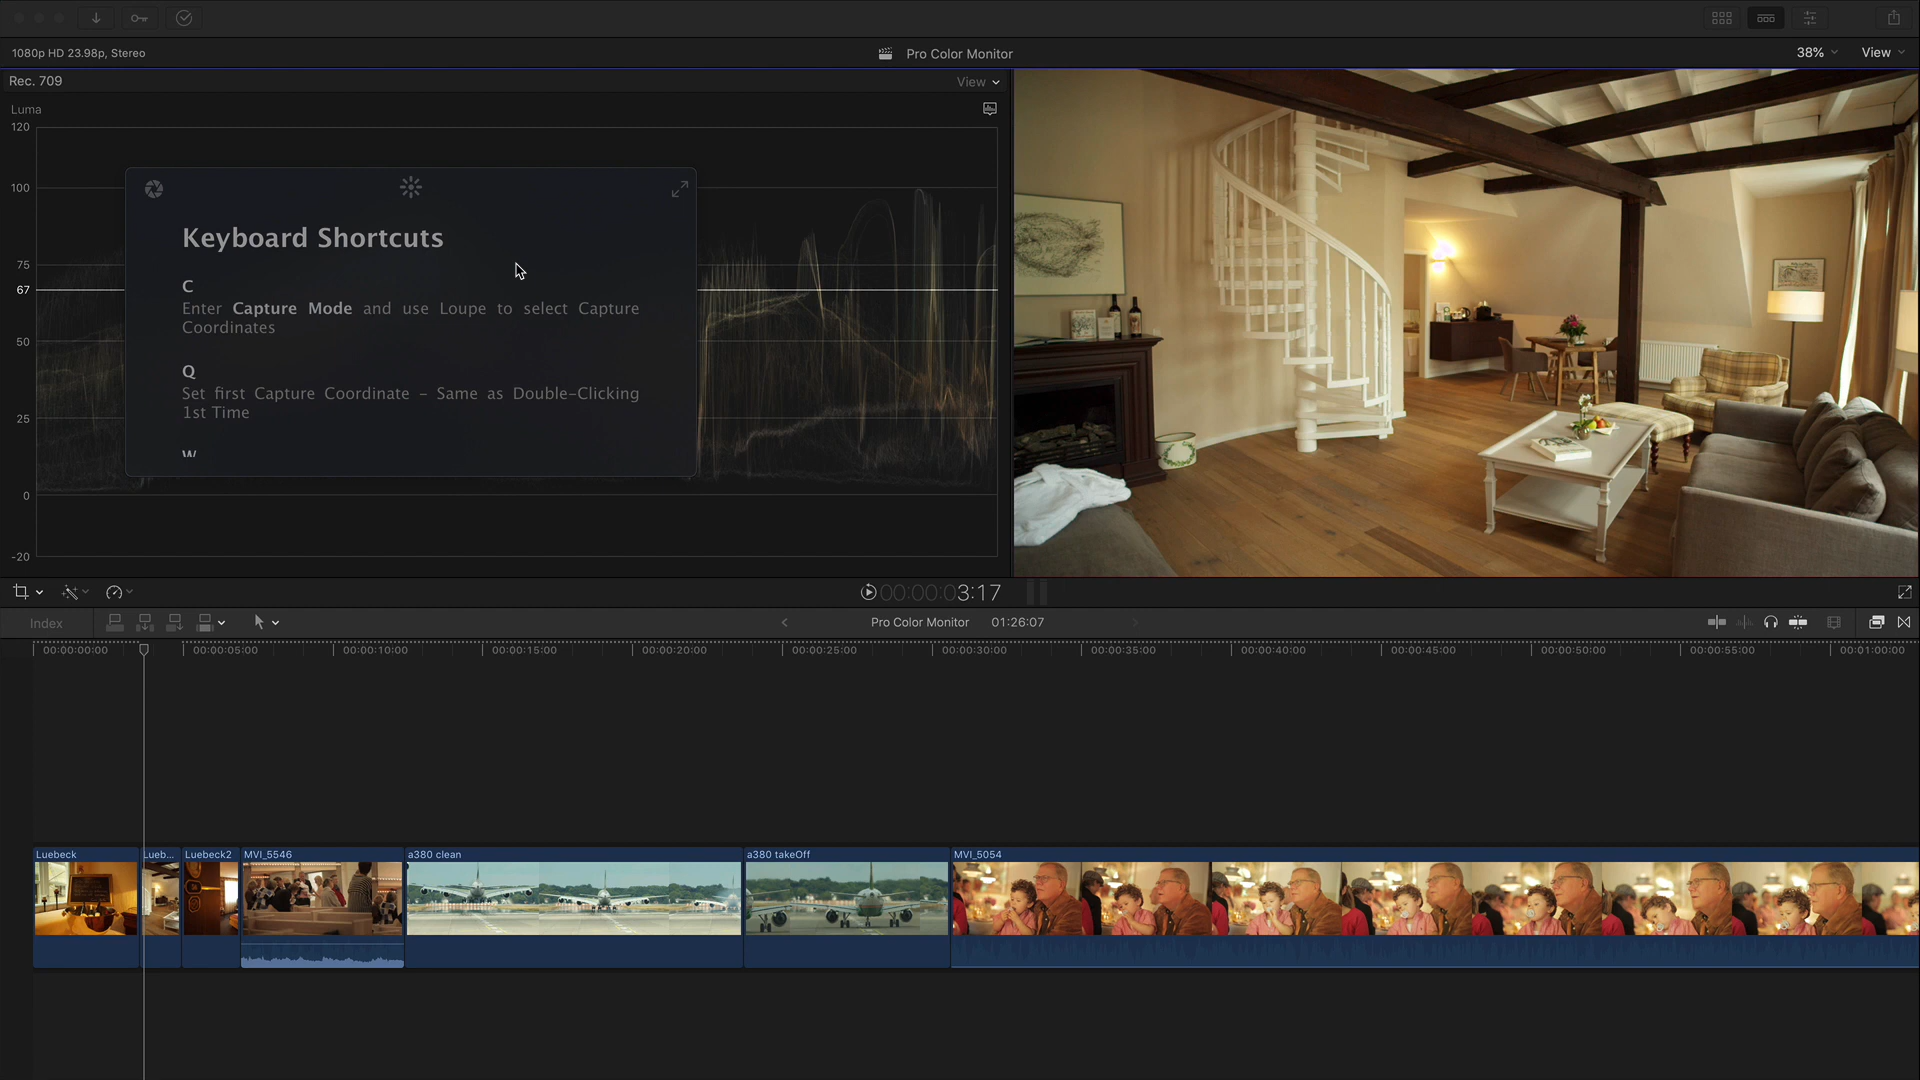 1080p HD 23.98p, Stereo
Pro Color Monitor
38%
View
Rec. 709
View
Luma
120
100
75
67
50
25
0
-20
Keyboard Shortcuts
C
Enter Capture Mode and use Loupe to select Capture
Coordinates
Q
Set first Capture Coordinate – Same as Double-Clicking
1st Time
W
00:00:00:03:17
Index
Pro Color Monitor
01:26:07
00:00:00:00
00:00:05:00
00:00:10:00
00:00:15:00
00:00:20:00
00:00:25:00
00:00:30:00
00:00:35:00
00:00:40:00
00:00:45:00
00:00:50:00
00:00:55:00
00:01:00:00
Luebeck
Lueb...
Luebeck2
MVI_5546
a380 clean
a380 takeOff
MVI_5054